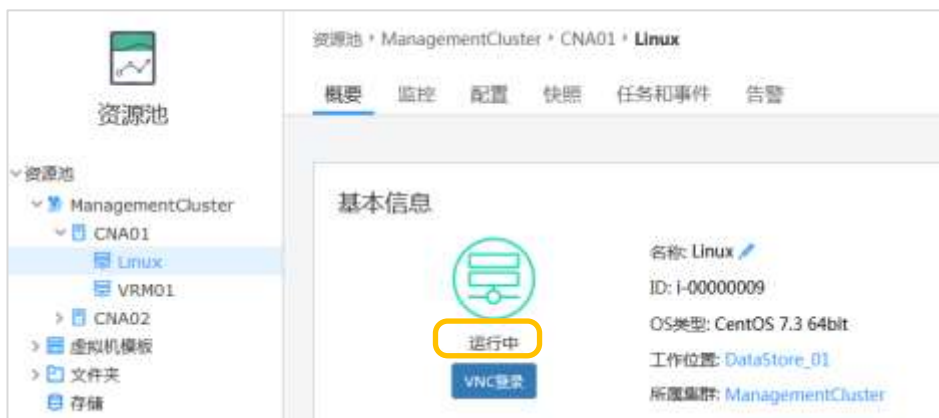 资源池
资源池
ManagementCluster
CNA01
Linux
VRM01
CNA02
虚拟机模板
文件夹
存储
资源池 › ManagementCluster › CNA01 › Linux
概要 监控 配置 快照 任务和事件 告警
基本信息
运行中
VNC登录
名称: Linux
ID: i-00000009
OS类型: CentOS 7.3 64bit
工作位置: DataStore_01
所属集群: ManagementCluster